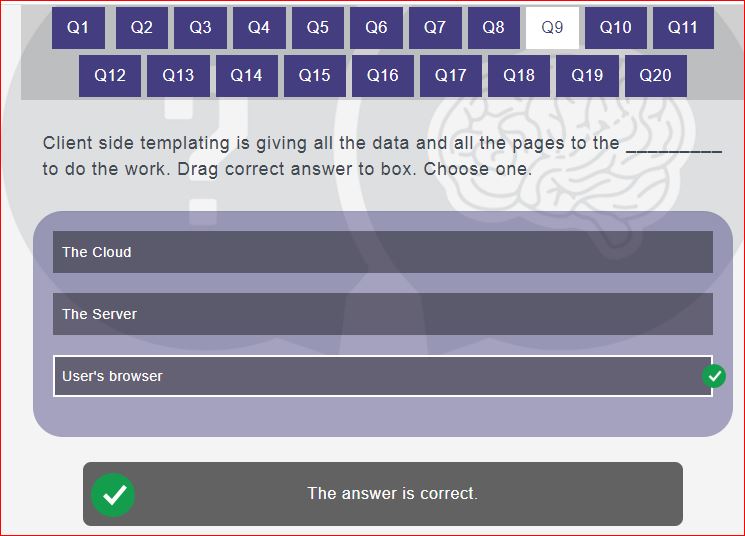 Q1 Q2 Q3 Q4 Q5 Q6 Q7 Q8 Q9 Q10 Q11
Q12 Q13 Q14 Q15 Q16 Q17 Q18 Q19 Q20
Client side templating is giving all the data and all the pages to the _________
to do the work. Drag correct answer to box. Choose one.
The Cloud
The Server
User's browser
The answer is correct.